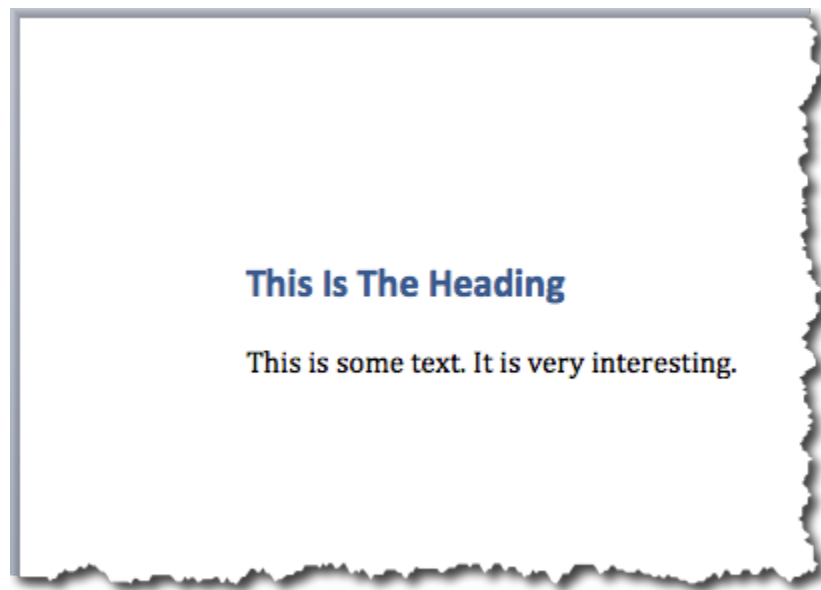 This Is The Heading
This is some text. It is very interesting.